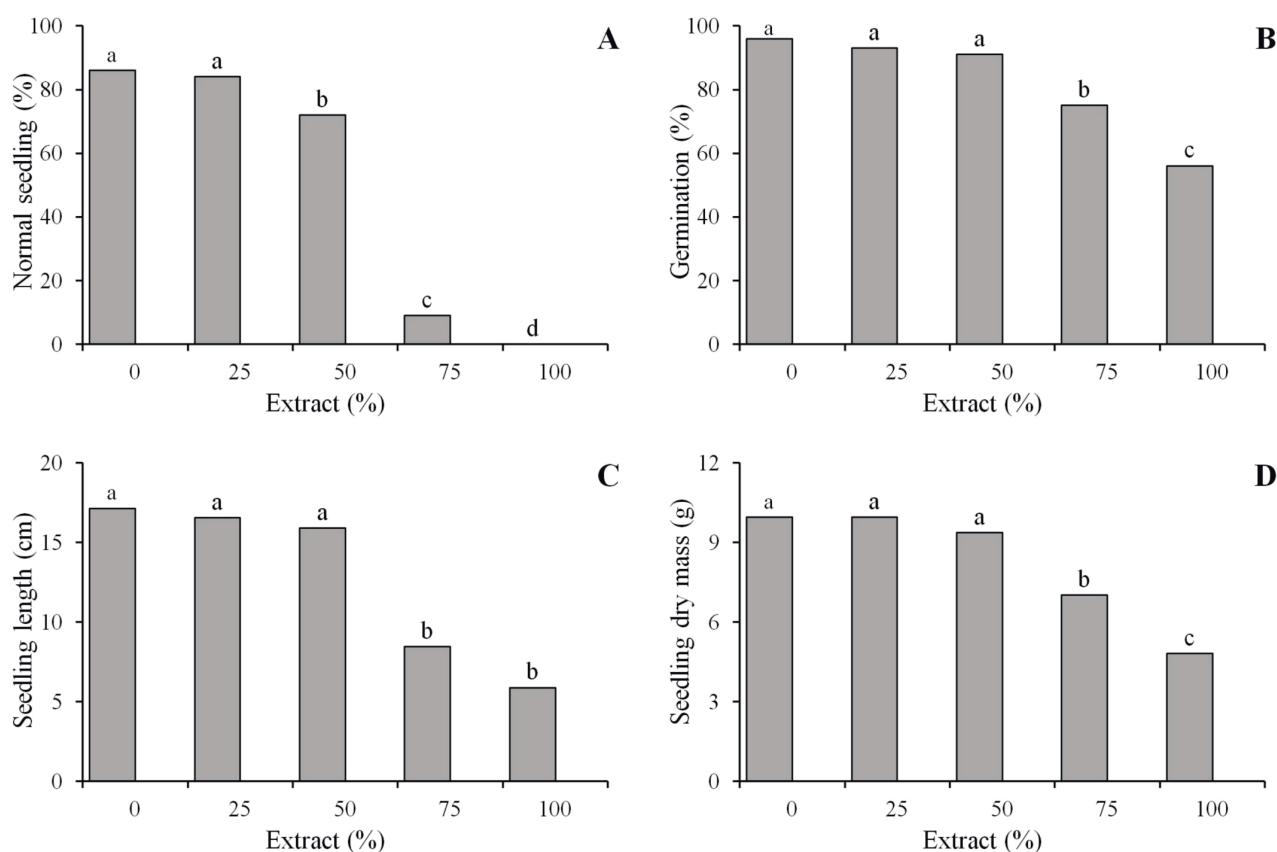 A
Normal seedling (%)
100
80
60
40
20
0
a
a
b
c
d
0 25 50 75 100
Extract (%)
B
Germination (%)
100
80
60
40
20
0
a
a
a
b
c
0 25 50 75 100
Extract (%)
C
Seedling length (cm)
20
15
10
5
0
a
a
a
b
b
0 25 50 75 100
Extract (%)
D
Seedling dry mass (g)
12
9
6
3
0
a
a
a
b
c
0 25 50 75 100
Extract (%)